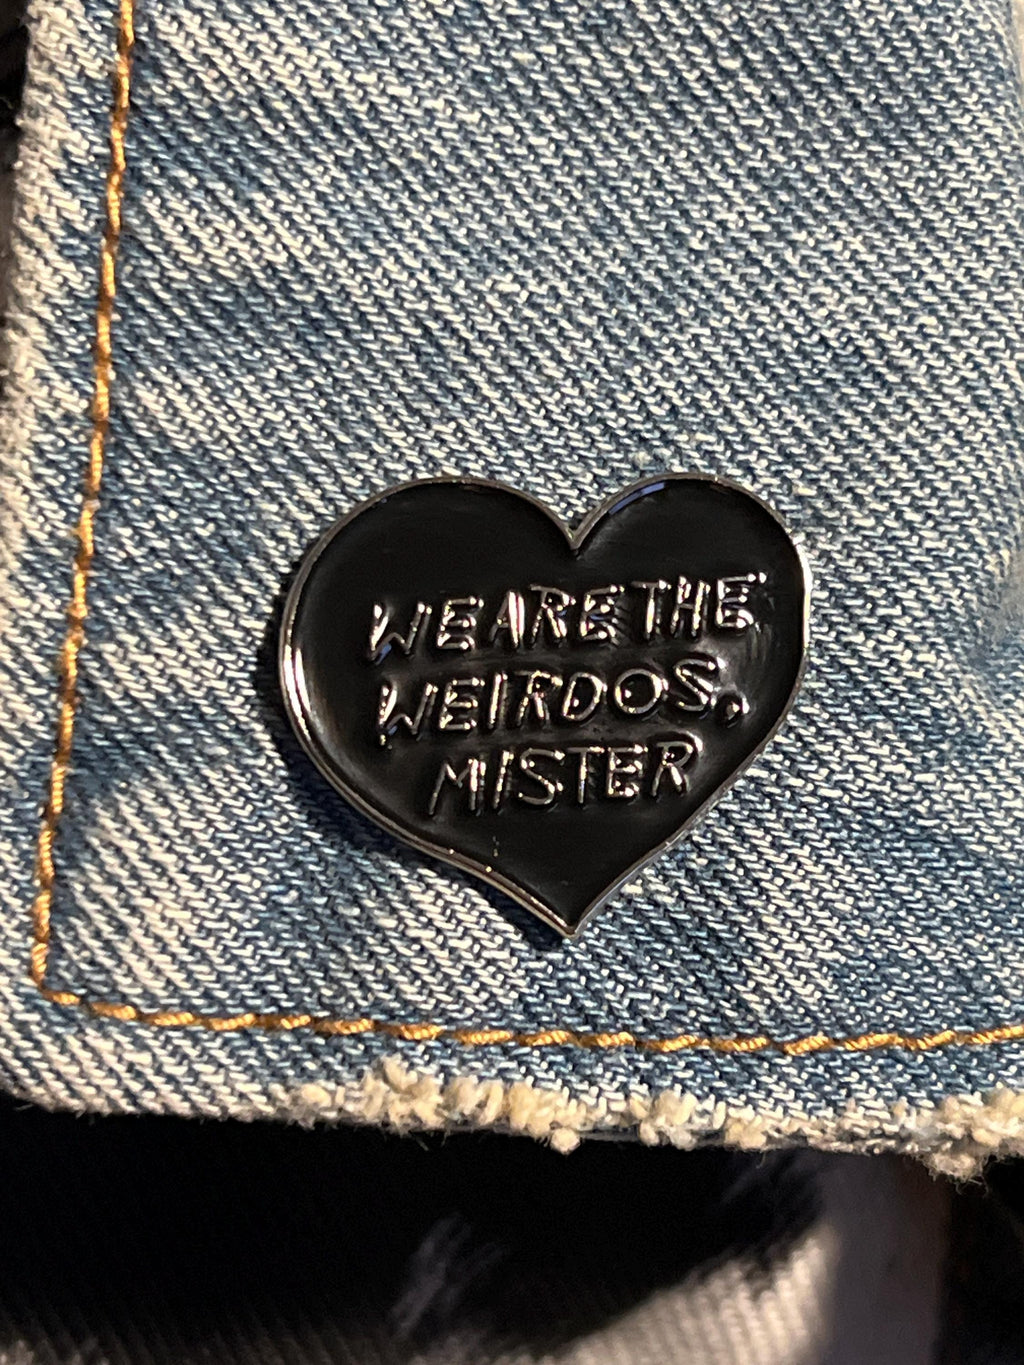 WE ARE THE
WEIRDOS,
MISTER